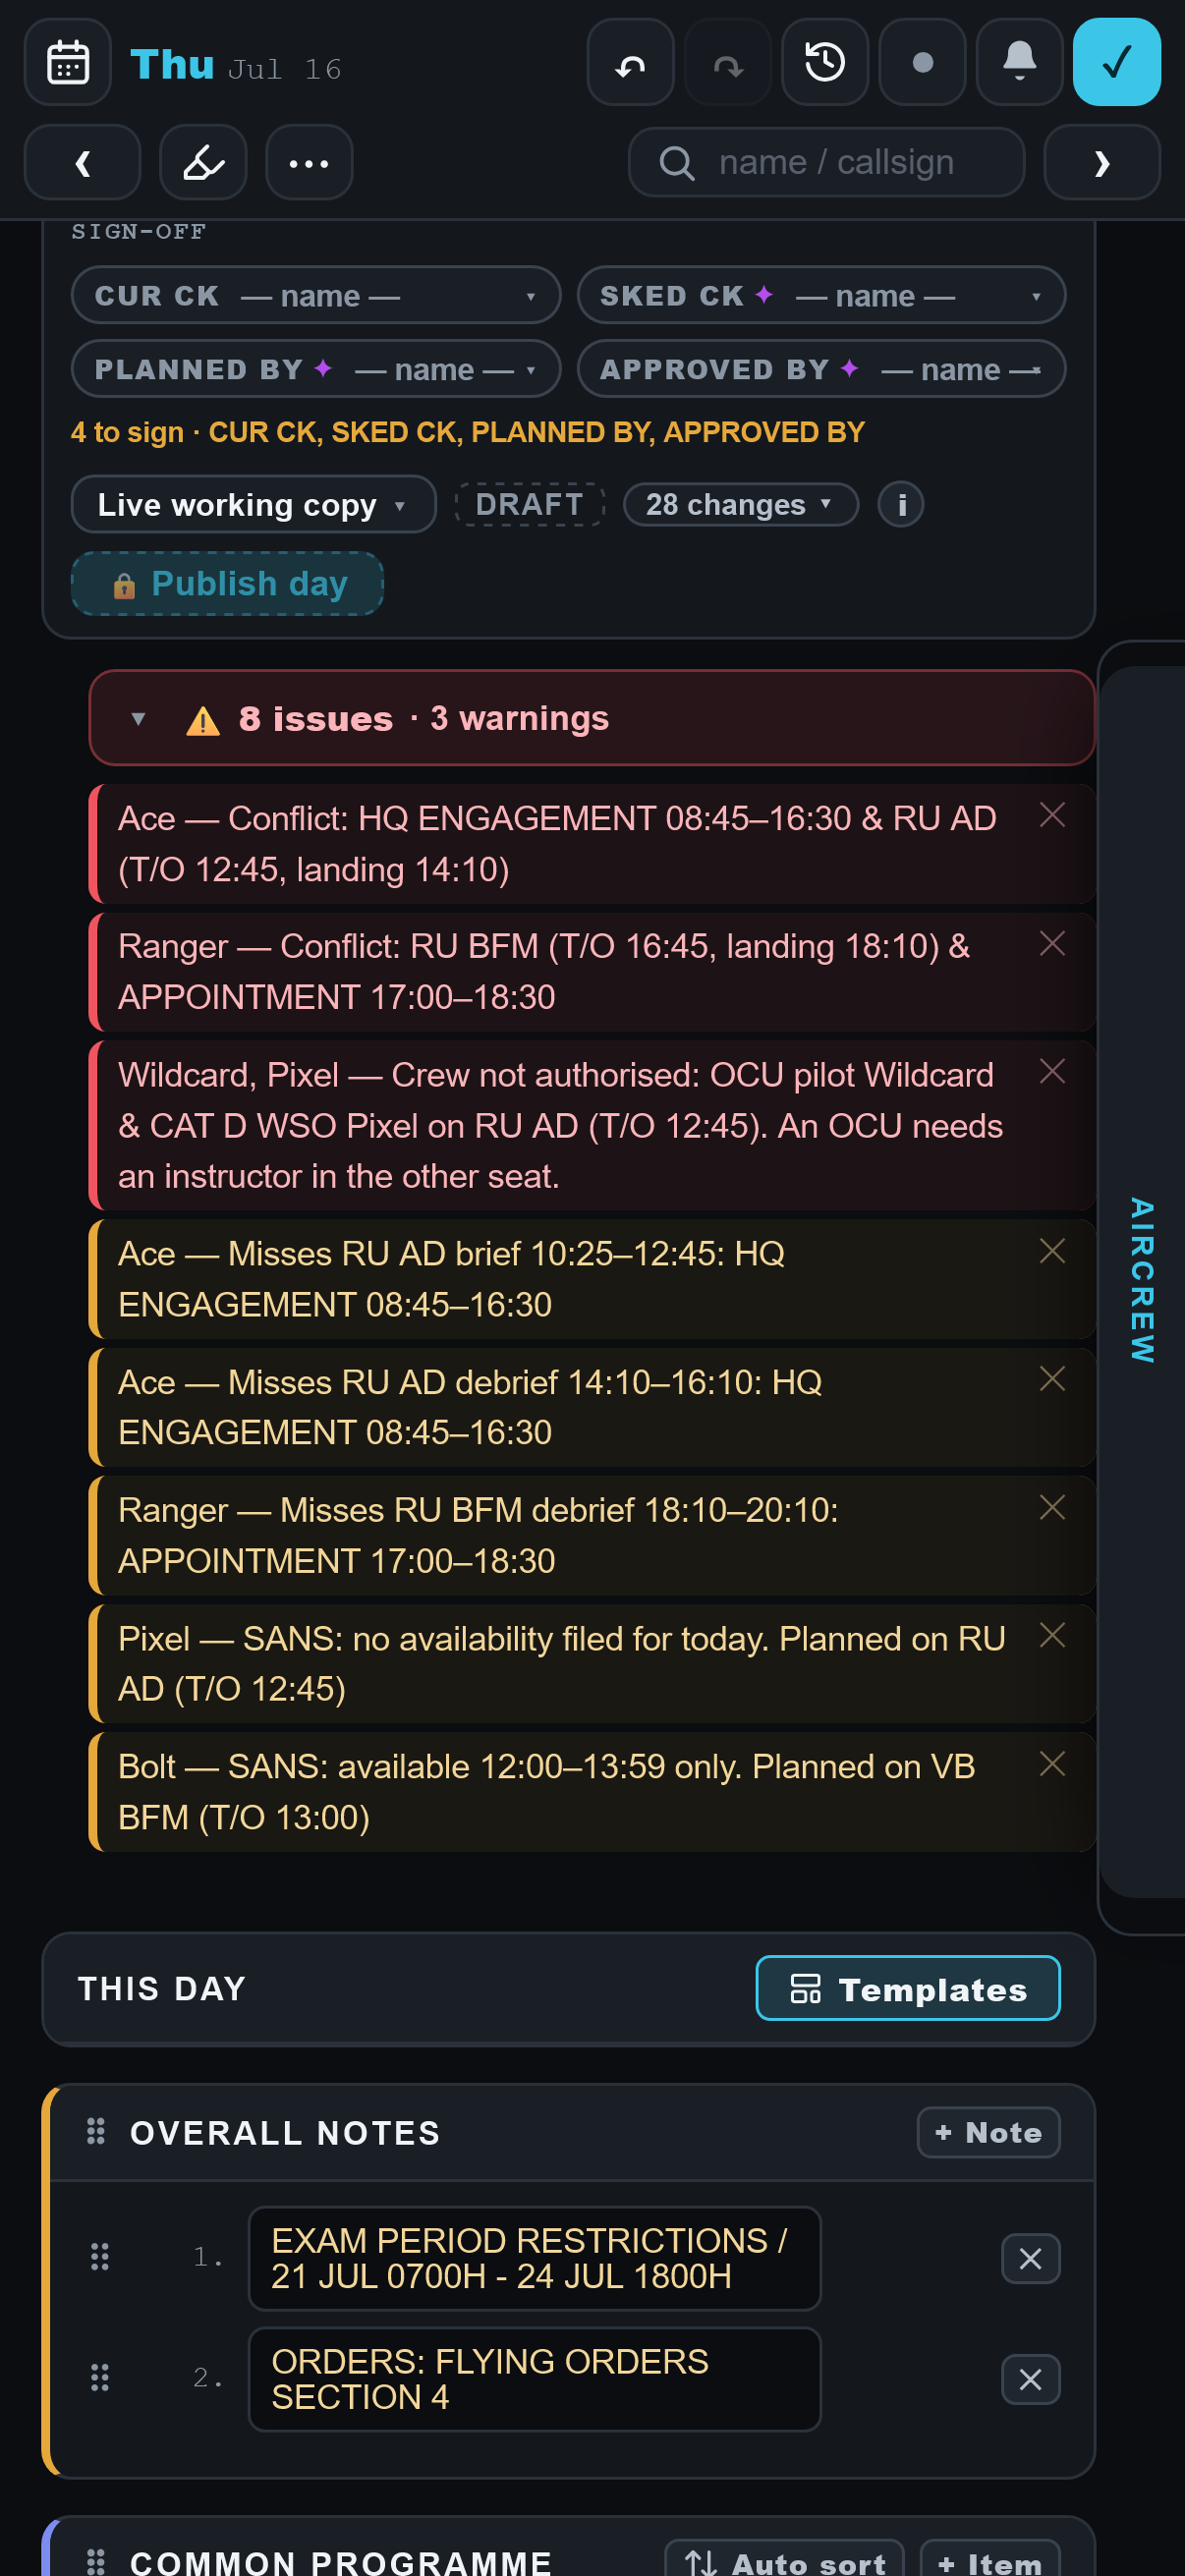 Thu Jul 16
name / callsign
SIGN-OFF
CUR CK — name —
SKED CK — name —
PLANNED BY — name —
APPROVED BY — name —
4 to sign · CUR CK, SKED CK, PLANNED BY, APPROVED BY
Live working copy
DRAFT
28 changes
i
Publish day
8 issues · 3 warnings
Ace — Conflict: HQ ENGAGEMENT 08:45–16:30 & RU AD
(T/O 12:45, landing 14:10)
Ranger — Conflict: RU BFM (T/O 16:45, landing 18:10) &
APPOINTMENT 17:00–18:30
Wildcard, Pixel — Crew not authorised: OCU pilot Wildcard
& CAT D WSO Pixel on RU AD (T/O 12:45). An OCU needs
an instructor in the other seat.
Ace — Misses RU AD brief 10:25–12:45: HQ
ENGAGEMENT 08:45–16:30
Ace — Misses RU AD debrief 14:10–16:10: HQ
ENGAGEMENT 08:45–16:30
Ranger — Misses RU BFM debrief 18:10–20:10:
APPOINTMENT 17:00–18:30
Pixel — SANS: no availability filed for today. Planned on RU
AD (T/O 12:45)
Bolt — SANS: available 12:00–13:59 only. Planned on VB
BFM (T/O 13:00)
AIRCREW
THIS DAY
Templates
OVERALL NOTES
+ Note
1. EXAM PERIOD RESTRICTIONS /
21 JUL 0700H - 24 JUL 1800H
2. ORDERS: FLYING ORDERS
SECTION 4
COMMON PROGRAMME
Auto sort
+ Item